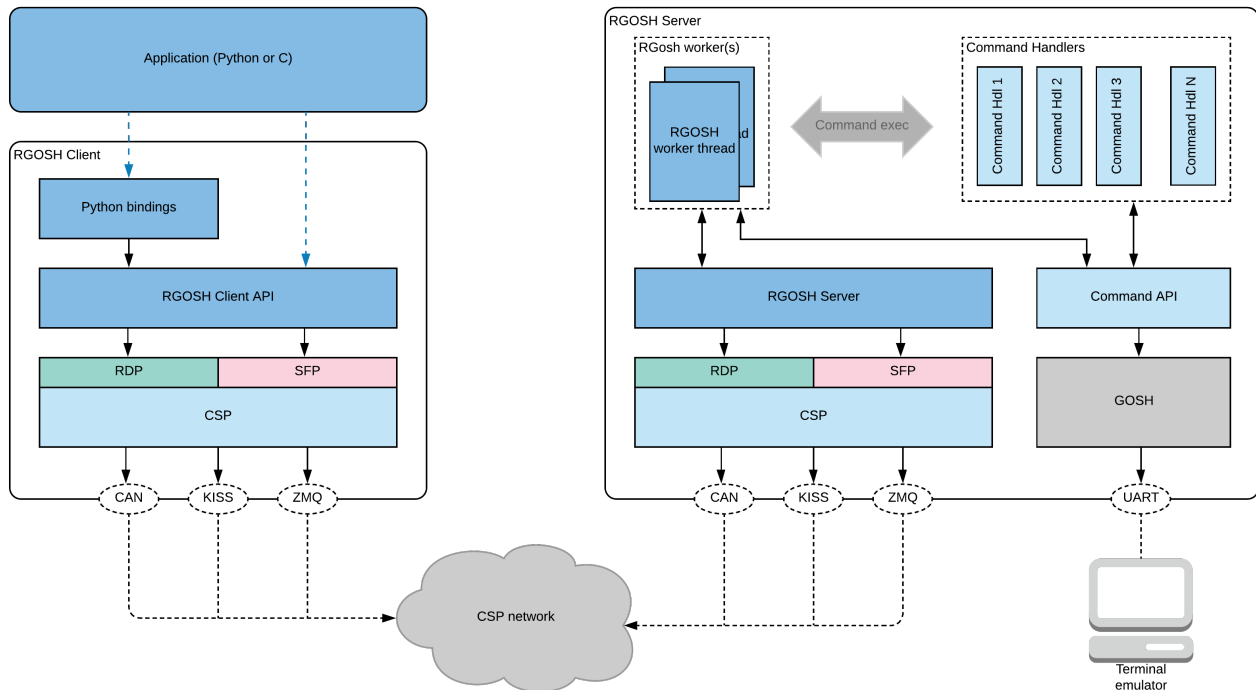 Application (Python or C)
RGOSH Client
Python bindings
RGOSH Client API
RDP
SFP
CSP
CAN
KISS
ZMQ
CSP network
RGOSH Server
RGosh worker(s)
RGOSH
worker thread
ad
Command exec
Command Handlers
Command Hdl 1
Command Hdl 2
Command Hdl 3
Command Hdl N
RGOSH Server
Command API
RDP
SFP
CSP
GOSH
CAN
KISS
ZMQ
UART
Terminal
emulator